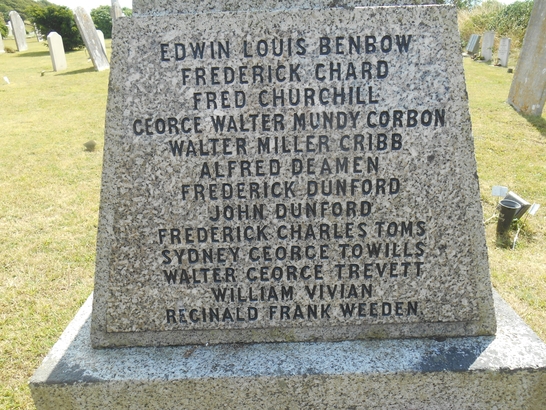 EDWIN LOUIS BENBOW
FREDERICK CHARD
FRED CHURCHILL
GEORGE WALTER MUNDY CORBON
WALTER MILLER CRIBB
ALFRED DEAMEN
FREDERICK DUNFORD
JOHN DUNFORD
FREDERICK CHARLES TOMS
SYDNEY GEORGE TOWILLS
WALTER GEORGE TREVETT
WILLIAM VIVIAN
REGINALD FRANK WEEDEN.